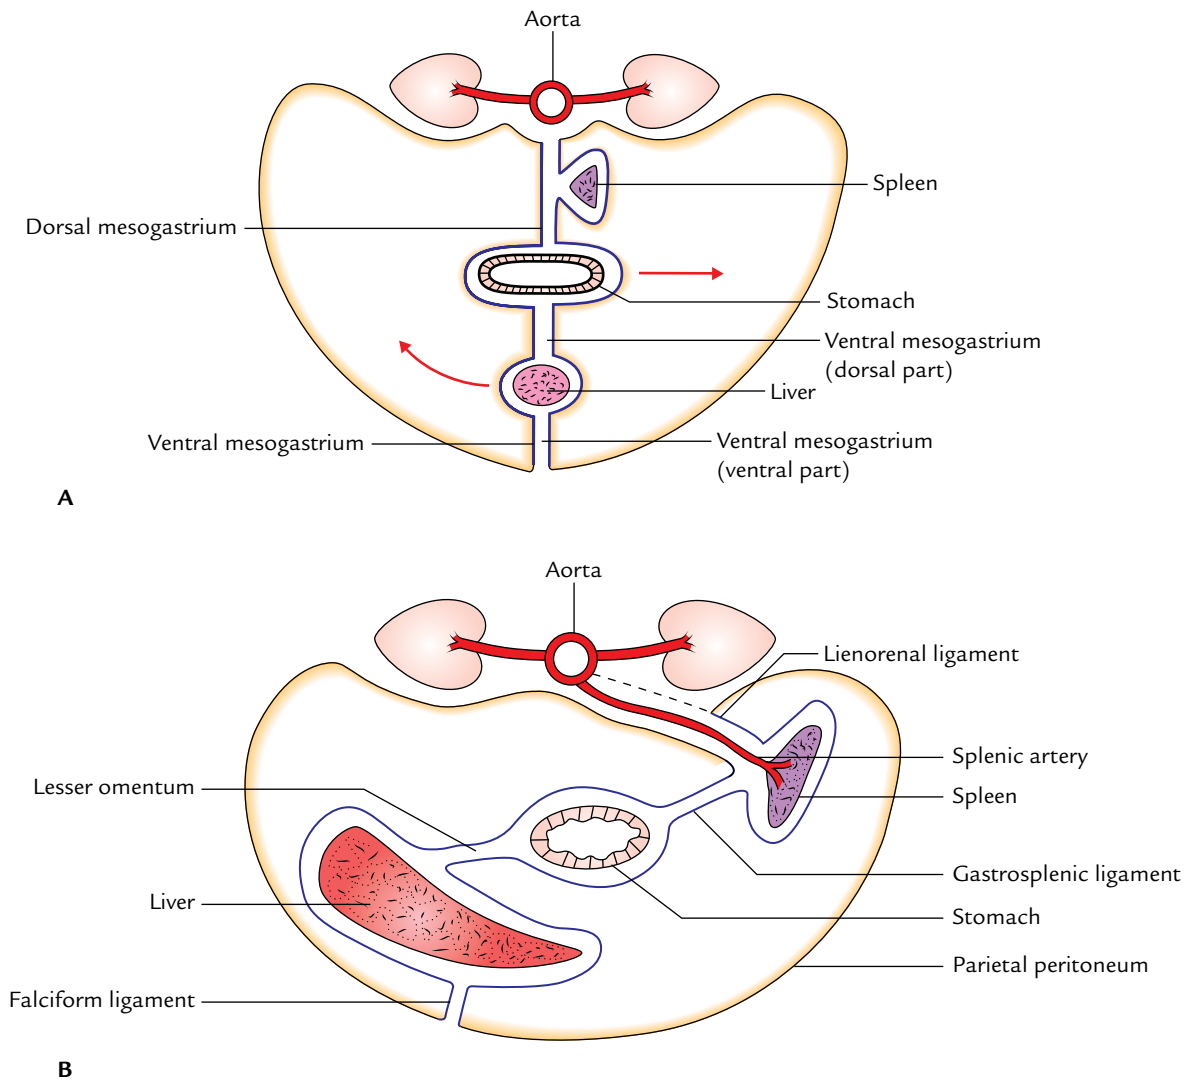 Aorta
Spleen
Dorsal mesogastrium
Stomach
Ventral mesogastrium
(dorsal part)
Liver
Ventral mesogastrium
Ventral mesogastrium
(ventral part)
A
Aorta
Lienorenal ligament
Splenic artery
Lesser omentum
Spleen
Gastrosplenic ligament
Liver
Stomach
Parietal peritoneum
Falciform ligament
B